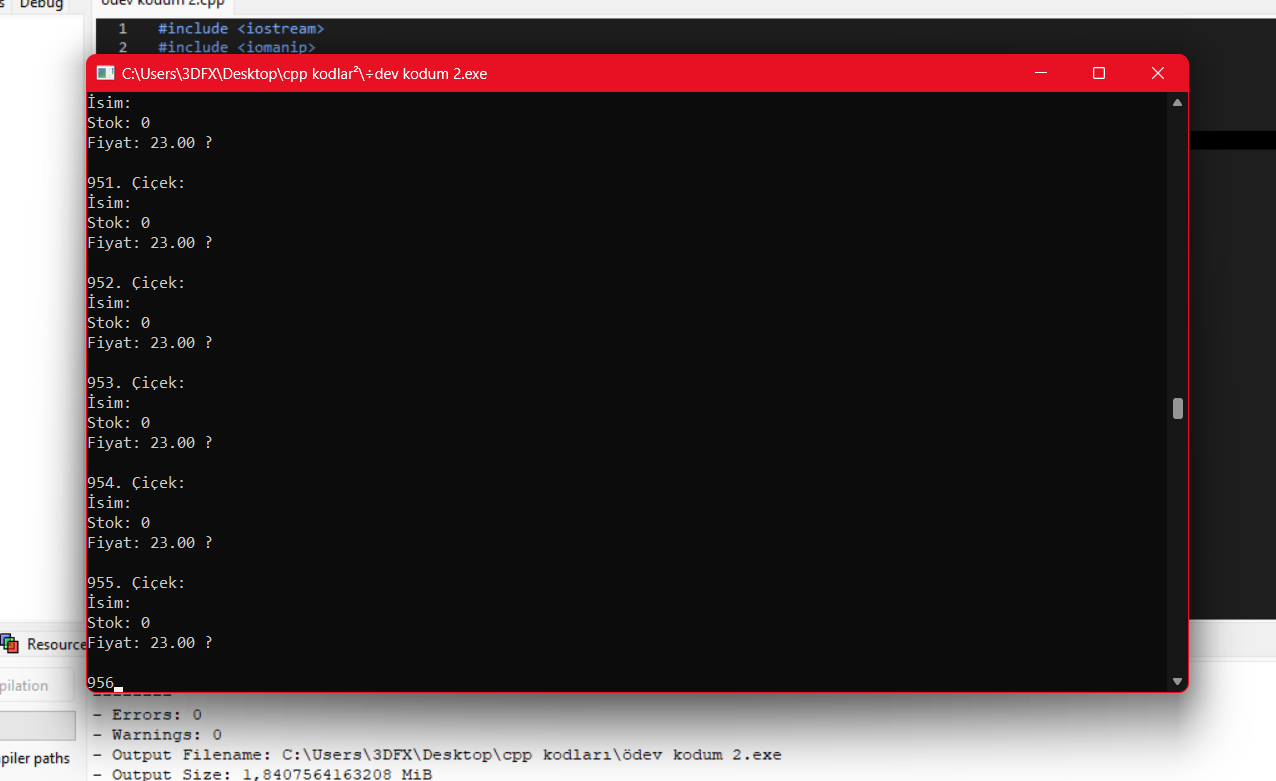 Debug
ödev kodum 2.cpp
1 #include <iostream>
2 #include <iomanip>
C:\Users\3DFX\Desktop\cpp kodlar²\÷dev kodum 2.exe
İsim:
Stok: 0
Fiyat: 23.00 ?
951. Çiçek:
İsim:
Stok: 0
Fiyat: 23.00 ?
952. Çiçek:
İsim:
Stok: 0
Fiyat: 23.00 ?
953. Çiçek:
İsim:
Stok: 0
Fiyat: 23.00 ?
954. Çiçek:
İsim:
Stok: 0
Fiyat: 23.00 ?
955. Çiçek:
İsim:
Stok: 0
Fiyat: 23.00 ?
956_
Resource
pilation
piler paths
--------
- Errors: 0
- Warnings: 0
- Output Filename: C:\Users\3DFX\Desktop\cpp kodları\ödev kodum 2.exe
- Output Size: 1,8407564163208 MiB